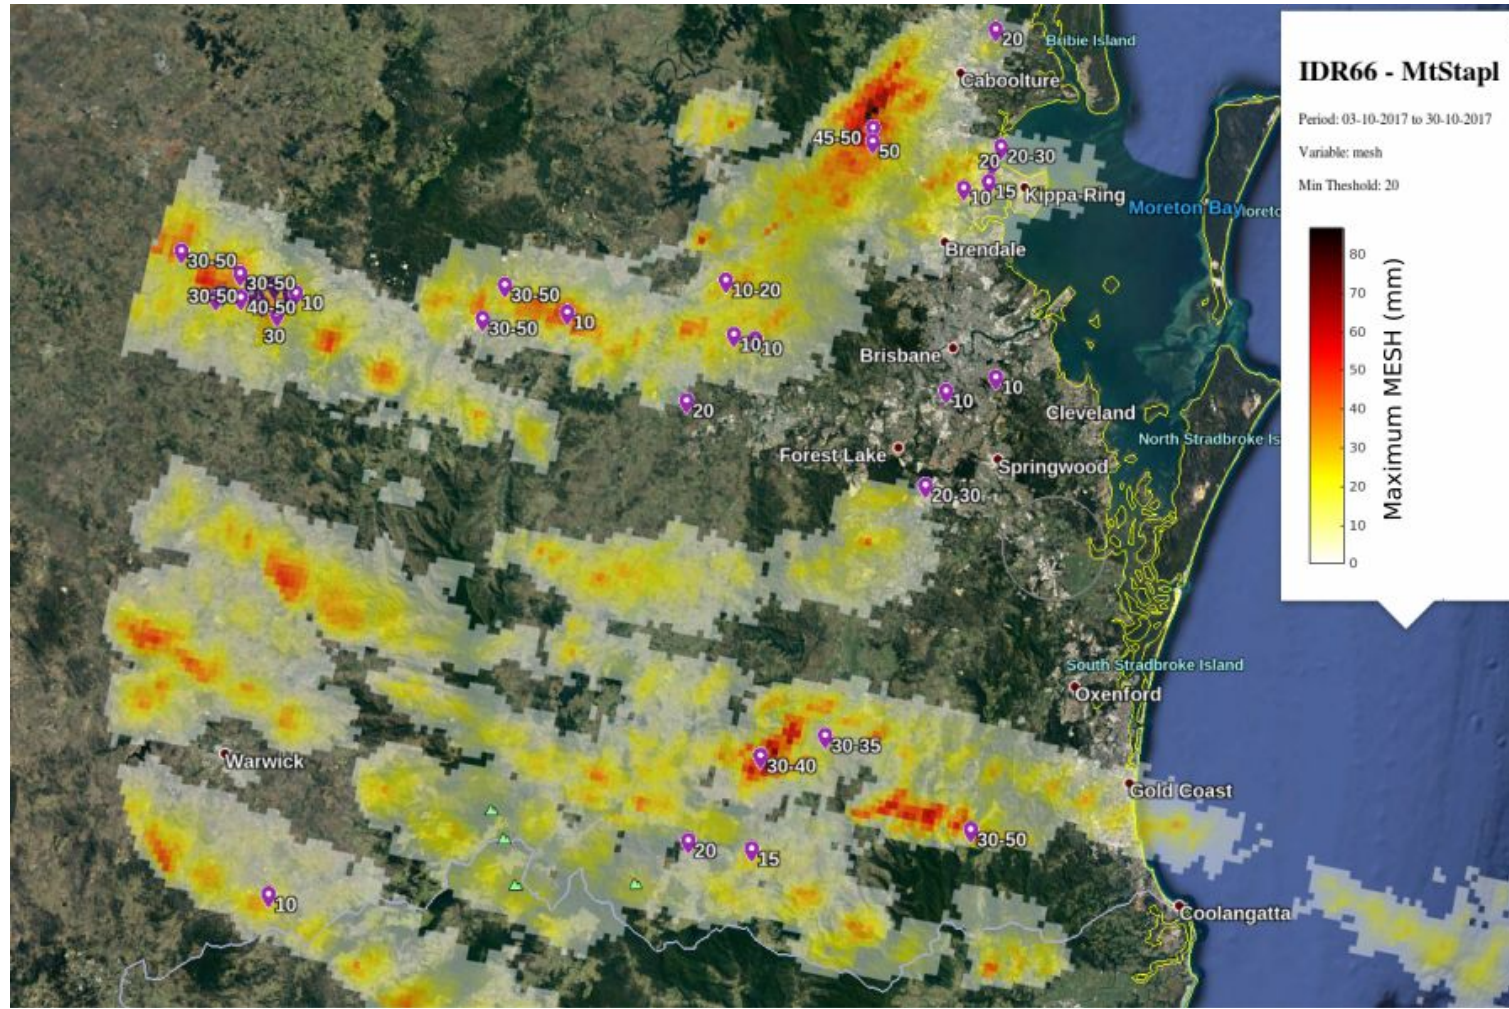 20
Bribie Island
Caboolture
45-50
50
20
20-30
10
15
Kippa-Ring
Moreton Bay
Brendale
30-50
30-50
30-50
40-50
10
30
30-50
30-50
10
10-20
10
10
Brisbane
20
10
10
Cleveland
North Stradbroke Is
Forest Lake
Springwood
20-30
South Stradbroke Island
Oxenford
30-35
30-40
Warwick
Gold Coast
30-50
20
15
10
Coolangatta
IDR66 - MtStapl
Period: 03-10-2017 to 30-10-2017
Variable: mesh
Min Theshold: 20
80
70
60
50
40
30
20
10
0
Maximum MESH (mm)